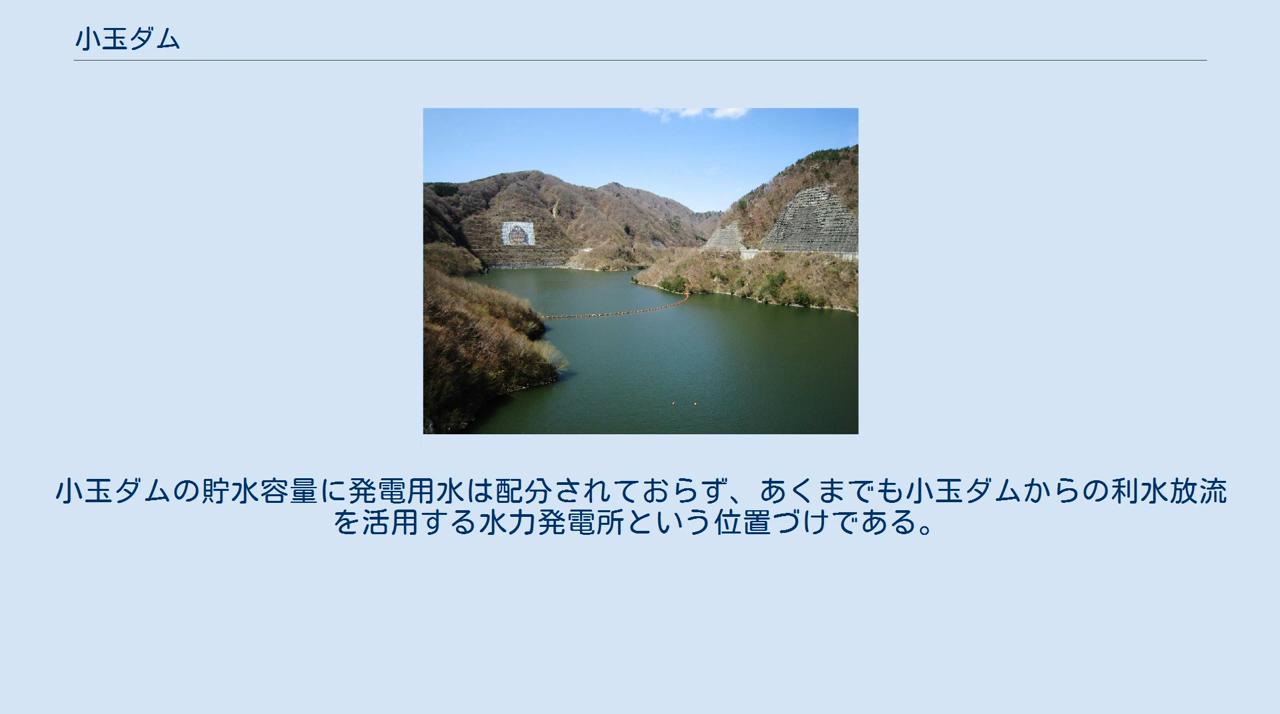 小玉ダム
小玉ダムの貯水容量に発電用水は配分されておらず、あくまでも小玉ダムからの利水放流
を活用する水力発電所という位置づけである。